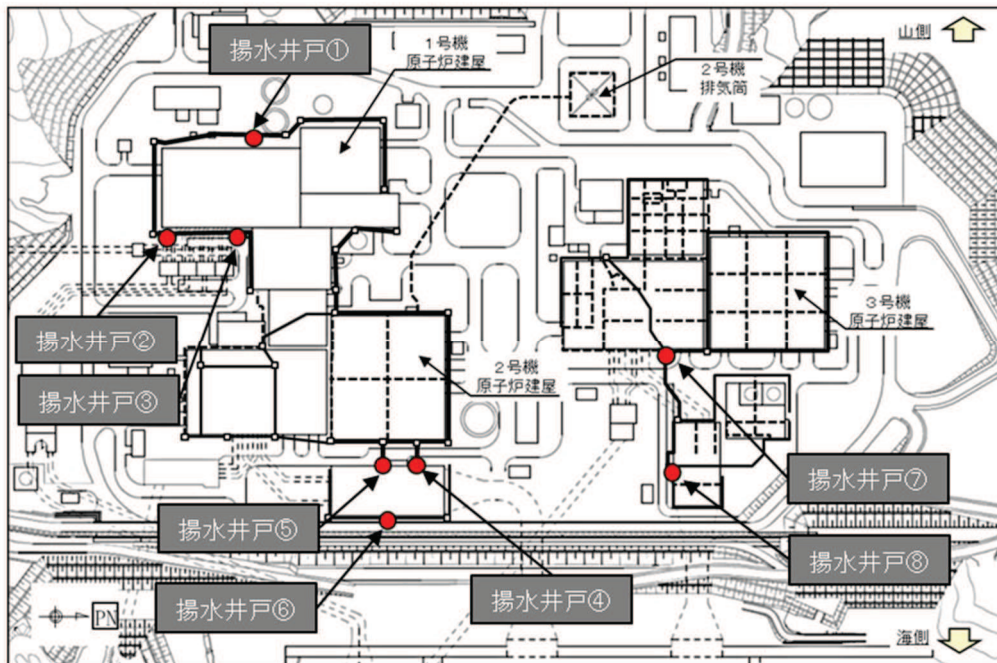 揚水井戸①
1号機
原子炉建屋
2号機
排気筒
山側
揚水井戸②
揚水井戸③
2号機
原子炉建屋
3号機
原子炉建屋
揚水井戸⑦
揚水井戸⑤
揚水井戸⑧
揚水井戸⑥
揚水井戸④
PN
海側